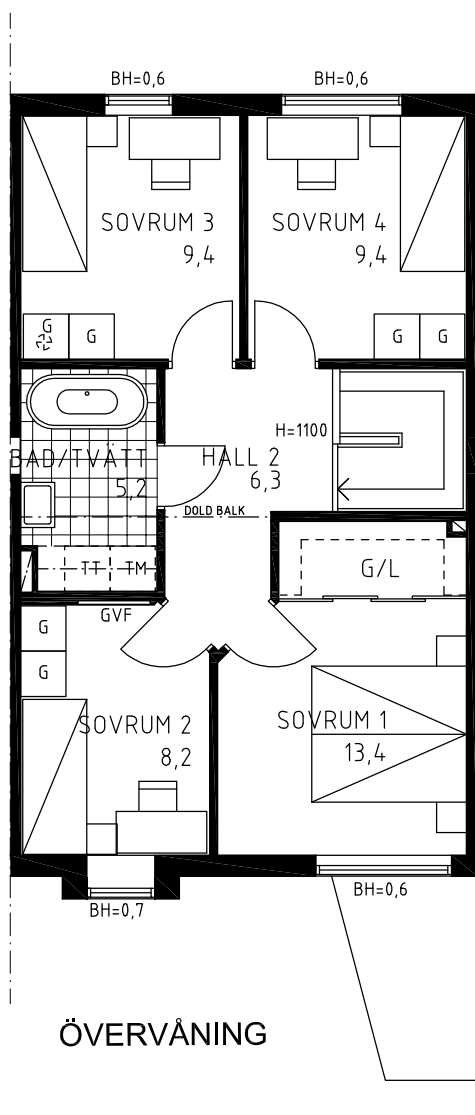 BH=0,6 BH=0,6
SOVRUM 3 SOVRUM 4
9,4 9,4
G G G G
H=1100
BAD/TVÄTT HALL 2
5,2 6,3
DOLD BALK
TT TM G/L
GVF
G
G
SOVRUM 2 SOVRUM 1
8,2 13,4
BH=0,7 BH=0,6
ÖVERVÅNING